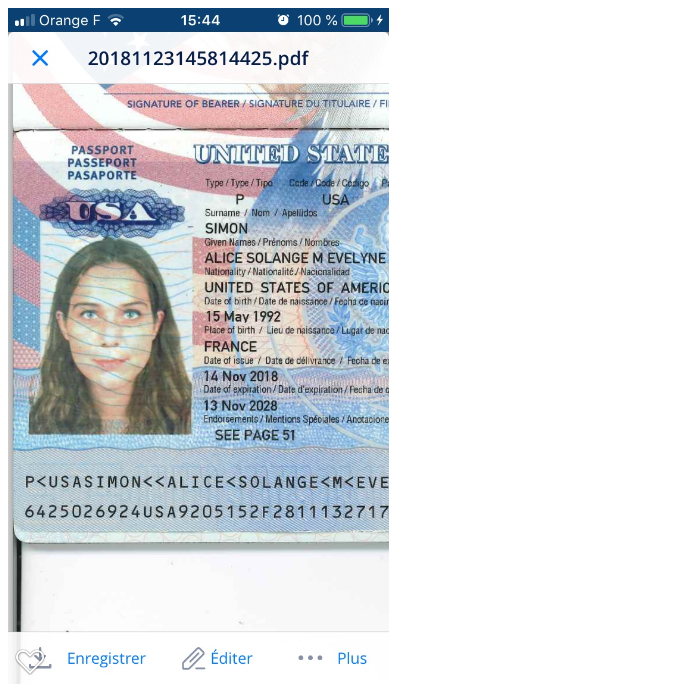 Orange F 15:44 100 %
20181123145814425.pdf
SIGNATURE OF BEARER / SIGNATURE DU TITULAIRE / FI
PASSPORT
PASSEPORT
PASAPORTE
USA
UNITED STATE
Type / Type / Tipo Code / Code / Código
P USA
Surname / Nom / Apellidos
SIMON
Given Names / Prénoms / Nombres
ALICE SOLANGE M EVELYNE
Nationality / Nationalité / Nacionalidad
UNITED STATES OF AMERIC
Date of birth / Date de naissance / Fecha de nacim
15 May 1992
Place of birth / Lieu de naissance / Lugar de nac
FRANCE
Date of issue / Date de délivrance / Fecha de e
14 Nov 2018
Date of expiration / Date d'expiration / Fecha de c
13 Nov 2028
Endorsements / Mentions Spéciales / Anotacione
SEE PAGE 51
P<USASIMON<<ALICE<SOLANGE<M<EVE
6425026924USA9205152F2811132717
Enregistrer Éditer Plus